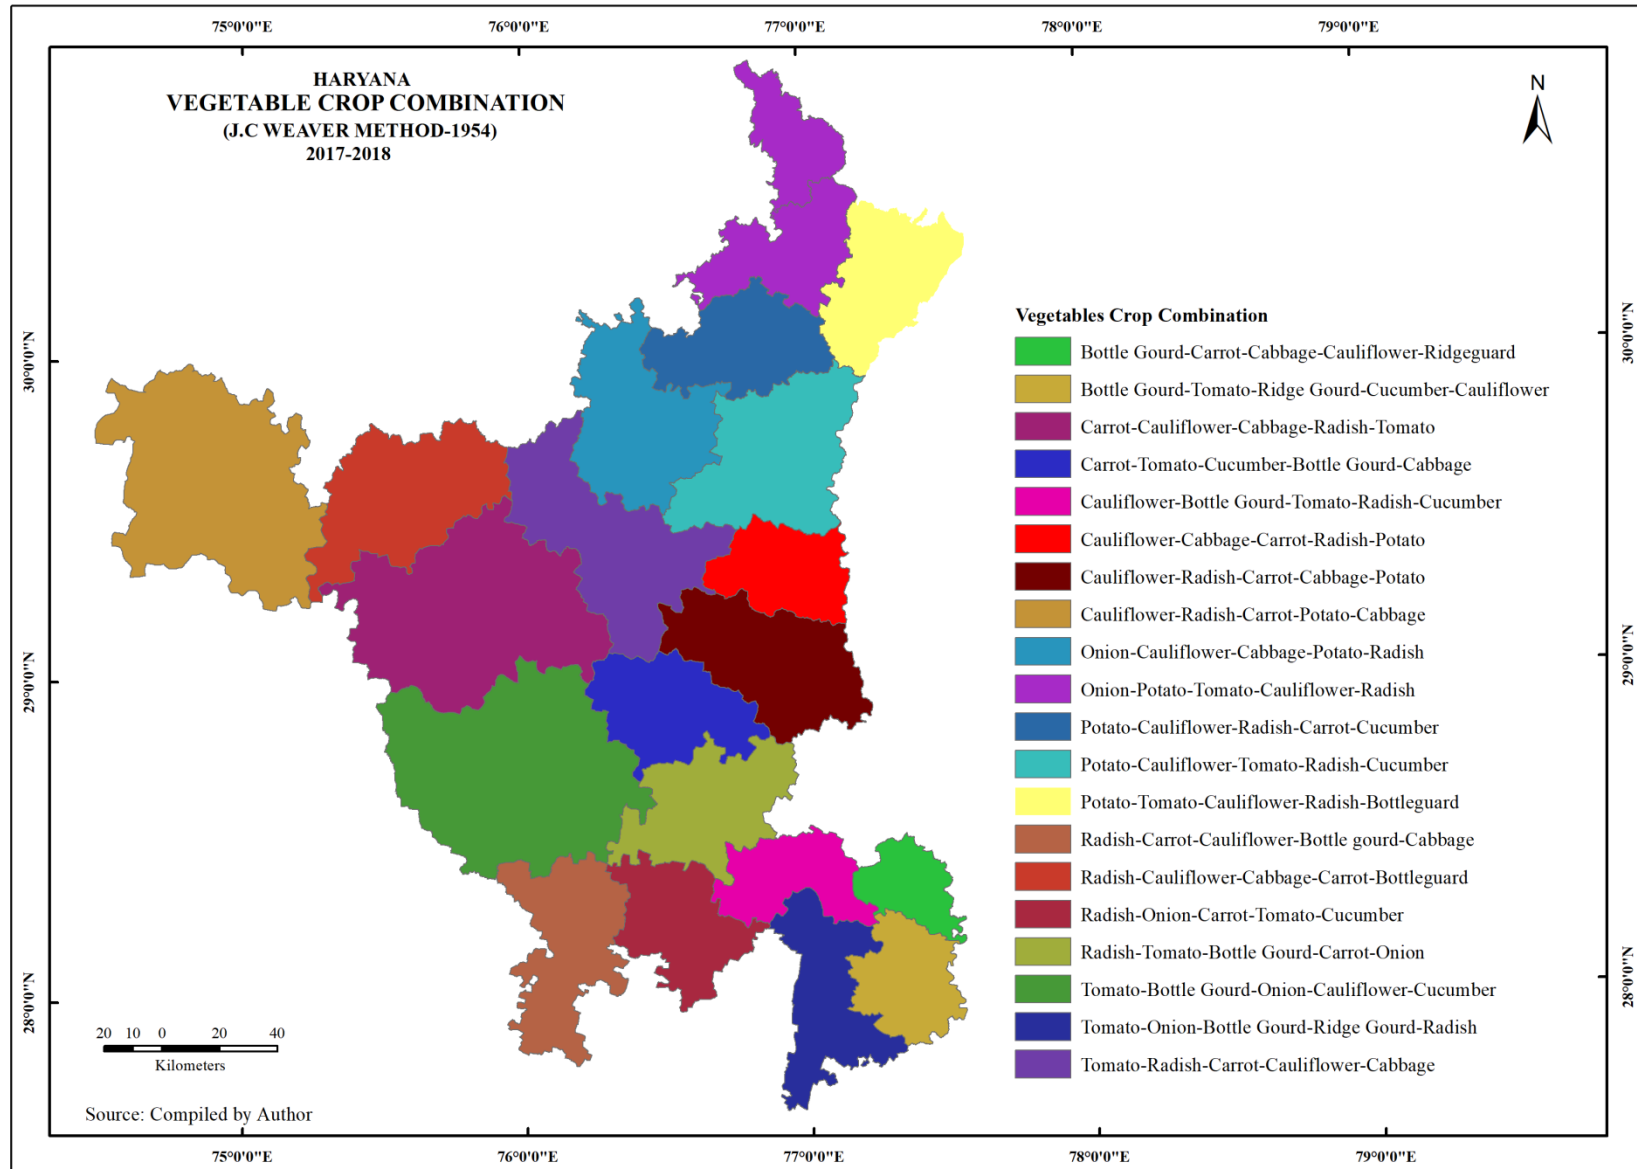 75°0'0"E 76°0'0"E 77°0'0"E 78°0'0"E 79°0'0"E
HARYANA
VEGETABLE CROP COMBINATION
(J.C WEAVER METHOD-1954)
2017-2018
N
30°0'0"N
30°0'0"N
29°0'0"N
29°0'0"N
28°0'0"N
28°0'0"N
Vegetables Crop Combination
Bottle Gourd-Carrot-Cabbage-Cauliflower-Ridgeguard
Bottle Gourd-Tomato-Ridge Gourd-Cucumber-Cauliflower
Carrot-Cauliflower-Cabbage-Radish-Tomato
Carrot-Tomato-Cucumber-Bottle Gourd-Cabbage
Cauliflower-Bottle Gourd-Tomato-Radish-Cucumber
Cauliflower-Cabbage-Carrot-Radish-Potato
Cauliflower-Radish-Carrot-Cabbage-Potato
Cauliflower-Radish-Carrot-Potato-Cabbage
Onion-Cauliflower-Cabbage-Potato-Radish
Onion-Potato-Tomato-Cauliflower-Radish
Potato-Cauliflower-Radish-Carrot-Cucumber
Potato-Cauliflower-Tomato-Radish-Cucumber
Potato-Tomato-Cauliflower-Radish-Bottleguard
Radish-Carrot-Cauliflower-Bottle gourd-Cabbage
Radish-Cauliflower-Cabbage-Carrot-Bottleguard
Radish-Onion-Carrot-Tomato-Cucumber
Radish-Tomato-Bottle Gourd-Carrot-Onion
Tomato-Bottle Gourd-Onion-Cauliflower-Cucumber
Tomato-Onion-Bottle Gourd-Ridge Gourd-Radish
Tomato-Radish-Carrot-Cauliflower-Cabbage
20 10 0 20 40
Kilometers
Source: Compiled by Author
75°0'0"E 76°0'0"E 77°0'0"E 78°0'0"E 79°0'0"E